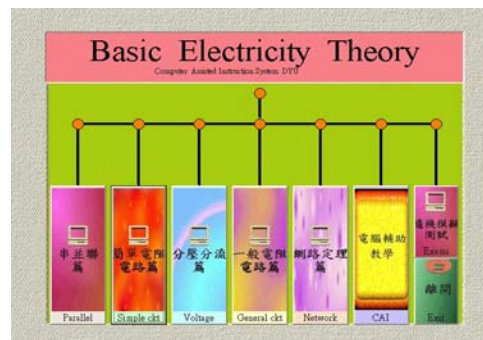 Basic Electricity Theory
Computer Assisted Instruction System DYU
串並聯
篇
Parallel
簡單電阻
電路篇
Simple ckt
分壓分流
篇
Voltage
一般電阻
電路篇
General ckt
網路定理
篇
Network
電腦輔助
教學
CAI
隨機模擬
測試
離開
Exit